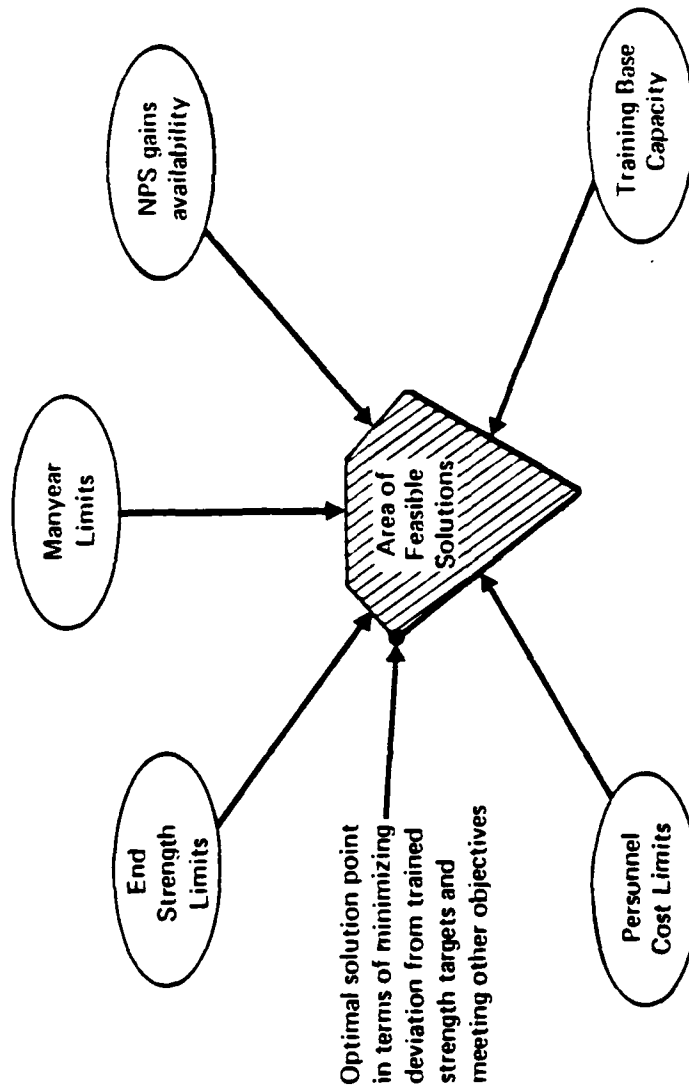 End
Strength
Limits
Manyear
Limits
NPS gains
availability
Optimal solution point
in terms of minimizing
deviation from trained
strength targets and
meeting other objectives
Area of
Feasible
Solutions
Persunnel
Cost Limits
Training Base
Capacity